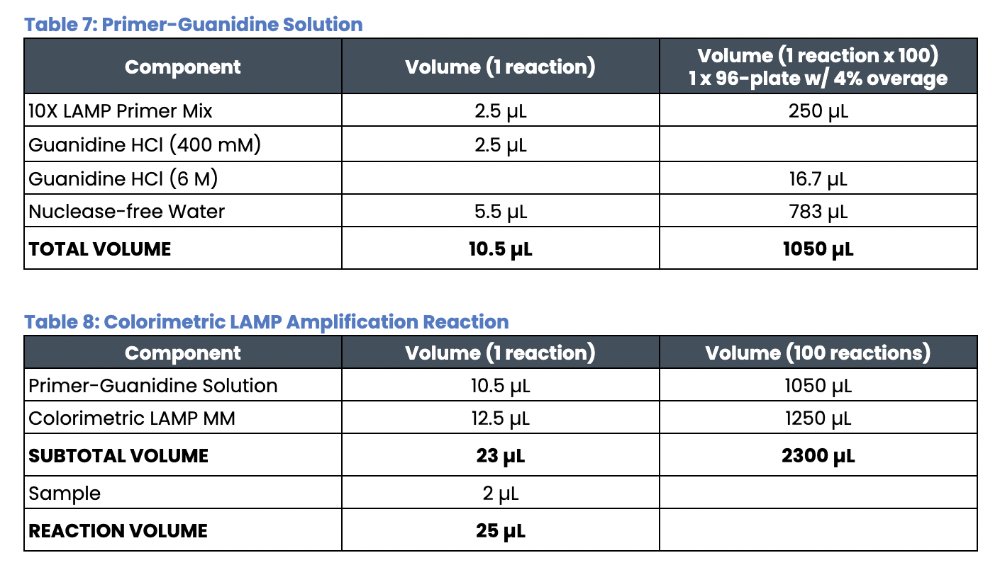 Table 7: Primer-Guanidine Solution
Component Volume (1 reaction) Volume (1 reaction x 100)
1 x 96-plate w/ 4% overage
10X LAMP Primer Mix 2.5 µL 250 µL
Guanidine HCl (400 mM) 2.5 µL
Guanidine HCl (6 M) 16.7 µL
Nuclease-free Water 5.5 µL 783 µL
TOTAL VOLUME 10.5 µL 1050 µL
Table 8: Colorimetric LAMP Amplification Reaction
Component Volume (1 reaction) Volume (100 reactions)
Primer-Guanidine Solution 10.5 µL 1050 µL
Colorimetric LAMP MM 12.5 µL 1250 µL
SUBTOTAL VOLUME 23 µL 2300 µL
Sample 2 µL
REACTION VOLUME 25 µL